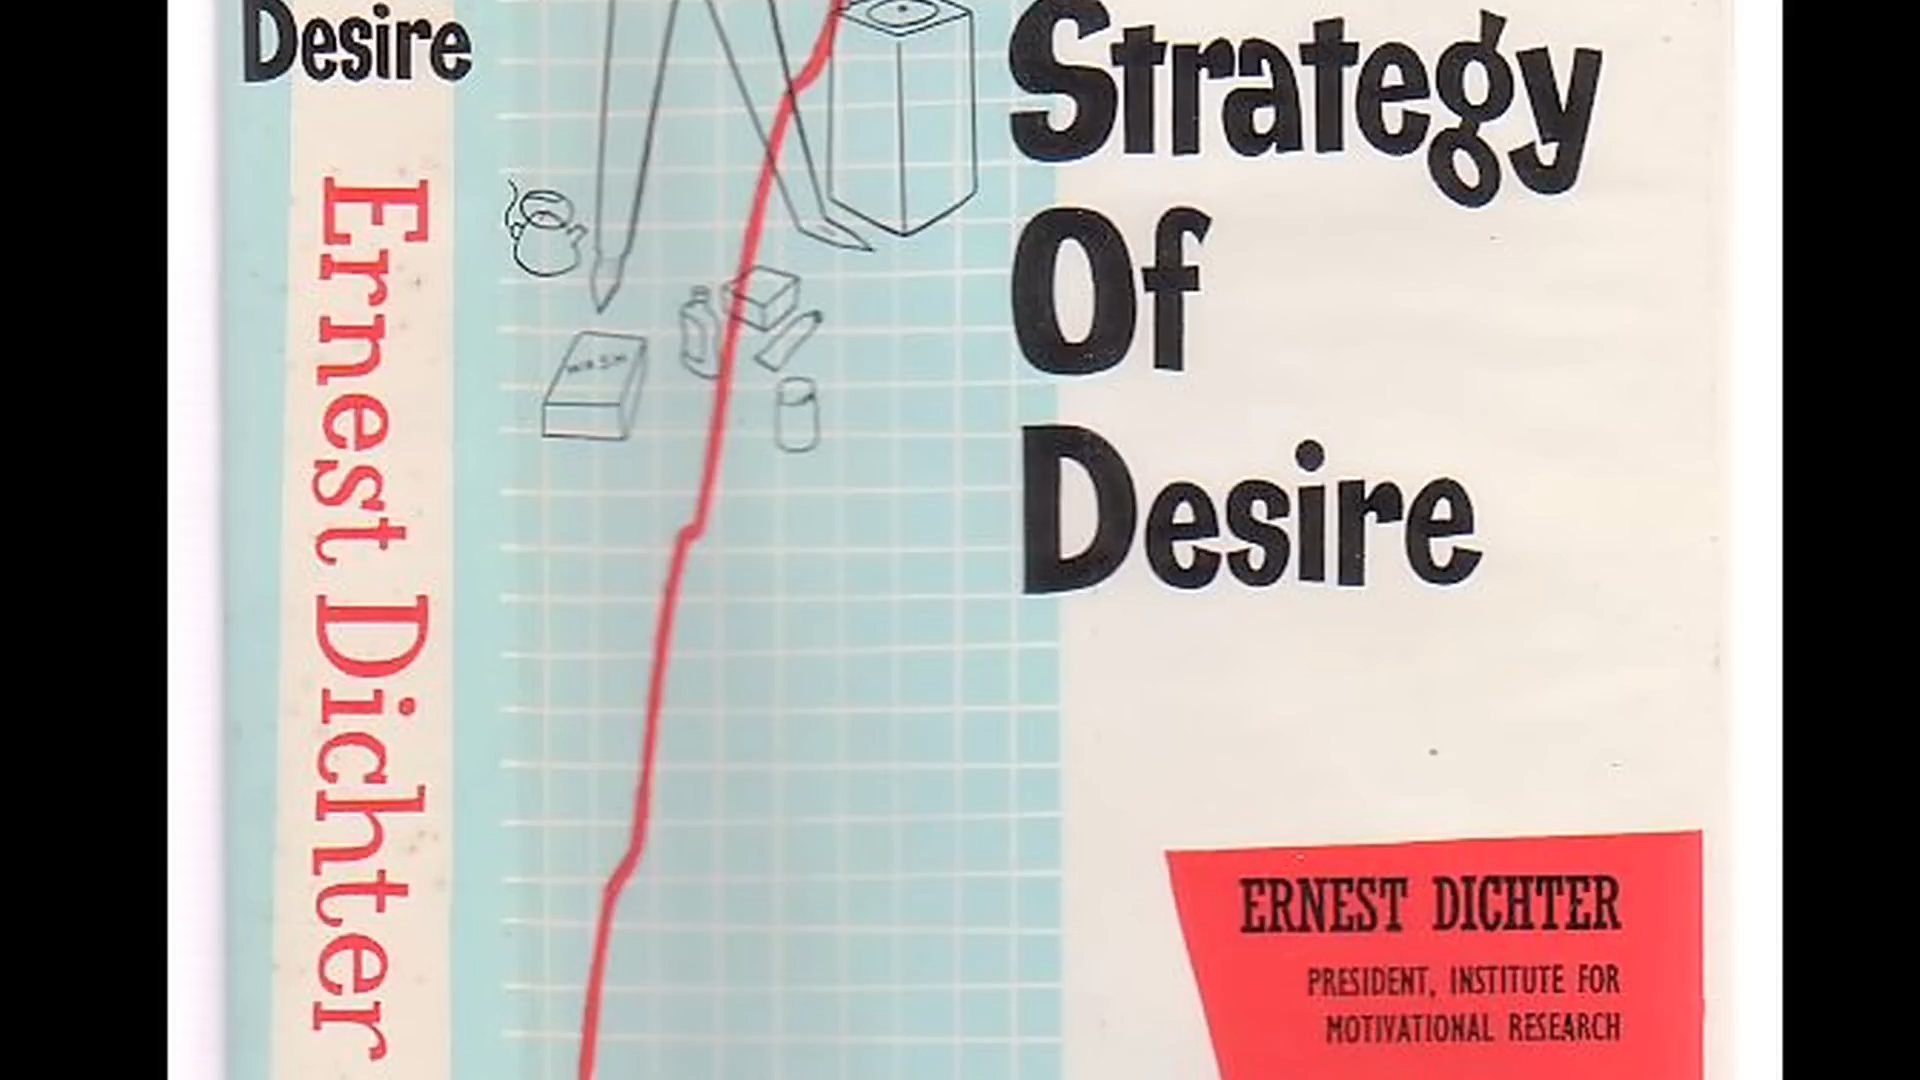 Desire
Ernest Dichter
Strategy
Of
Desire
ERNEST DICHTER
PRESIDENT, INSTITUTE FOR
MOTIVATIONAL RESEARCH